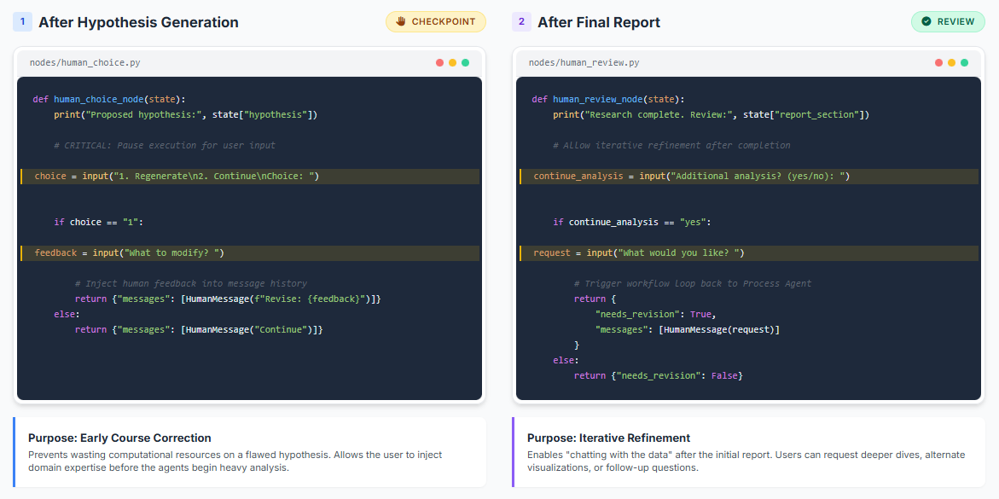 1 After Hypothesis Generation CHECKPOINT
nodes/human_choice.py
def human_choice_node(state):
print("Proposed hypothesis:", state["hypothesis"])
# CRITICAL: Pause execution for user input
choice = input("1. Regenerate\n2. Continue\nChoice: ")
if choice == "1":
feedback = input("What to modify? ")
# Inject human feedback into message history
return {"messages": [HumanMessage(f"Revise: {feedback}")]}
else:
return {"messages": [HumanMessage("Continue")]}
Purpose: Early Course Correction
Prevents wasting computational resources on a flawed hypothesis. Allows the user to inject
domain expertise before the agents begin heavy analysis.
2 After Final Report REVIEW
nodes/human_review.py
def human_review_node(state):
print("Research complete. Review:", state["report_section"])
# Allow iterative refinement after completion
continue_analysis = input("Additional analysis? (yes/no): ")
if continue_analysis == "yes":
request = input("What would you like? ")
# Trigger workflow loop back to Process Agent
return {
"needs_revision": True,
"messages": [HumanMessage(request)]
}
else:
return {"needs_revision": False}
Purpose: Iterative Refinement
Enables "chatting with the data" after the initial report. Users can request deeper dives, alternate
visualizations, or follow-up questions.